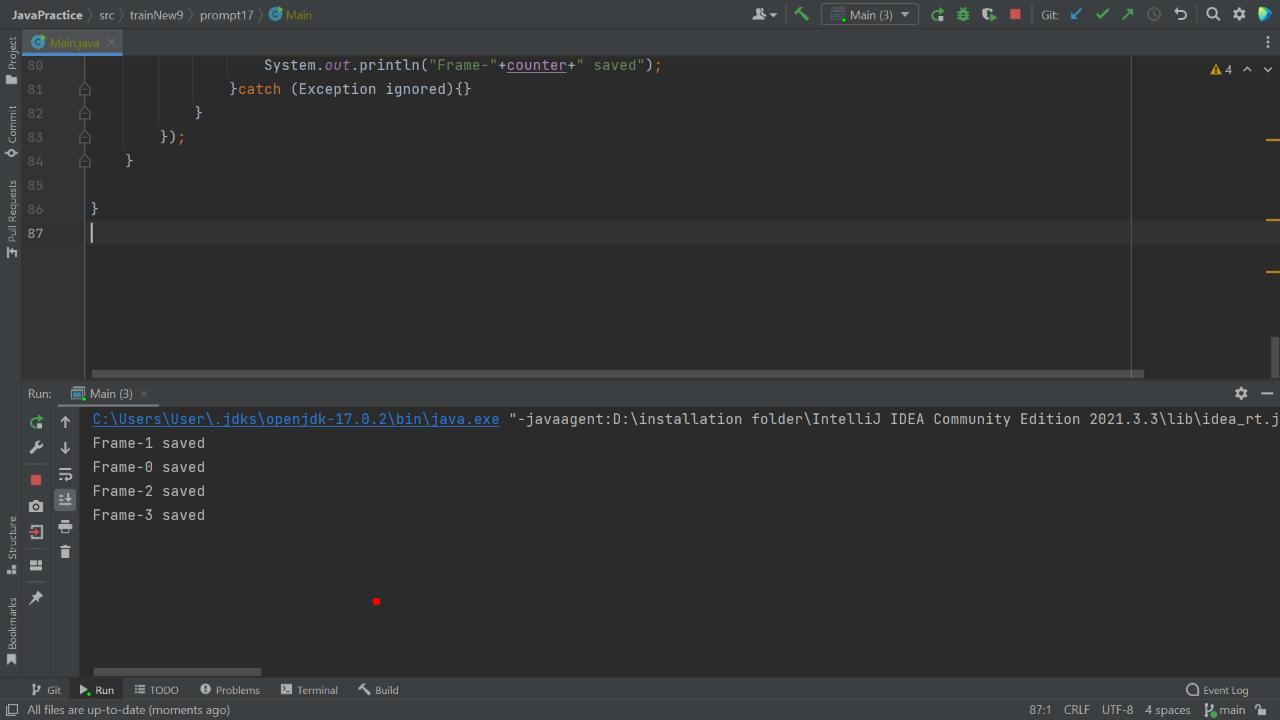 JavaPractice src trainNew9 prompt17 Main
Main (3)
Git:
Main.java
Project
Commit
Pull Requests
Structure
Bookmarks
80 System.out.println("Frame-"+counter+" saved");
81 }catch (Exception ignored){}
82 }
83 });
84 }
85
86 }
87
4
Run: Main (3)
C:\Users\User\.jdks\openjdk-17.0.2\bin\java.exe "-javaagent:D:\installation folder\IntelliJ IDEA Community Edition 2021.3.3\lib\idea_rt.j
Frame-1 saved
Frame-0 saved
Frame-2 saved
Frame-3 saved
Git Run TODO Problems Terminal Build Event Log
All files are up-to-date (moments ago) 87:1 CRLF UTF-8 4 spaces main